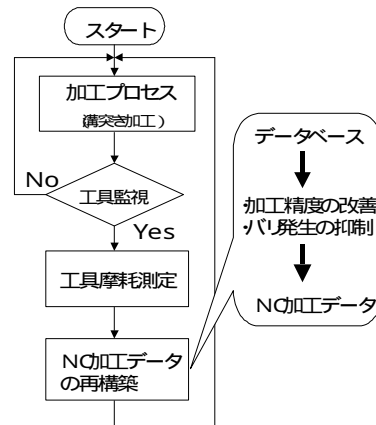 スタート
加工プロセス
(溝突き加工)
No
工具監視
Yes
工具摩耗測定
NC加工データ
の再構築
データベース
・加工精度の改善
・バリ発生の抑制
NC加工データ